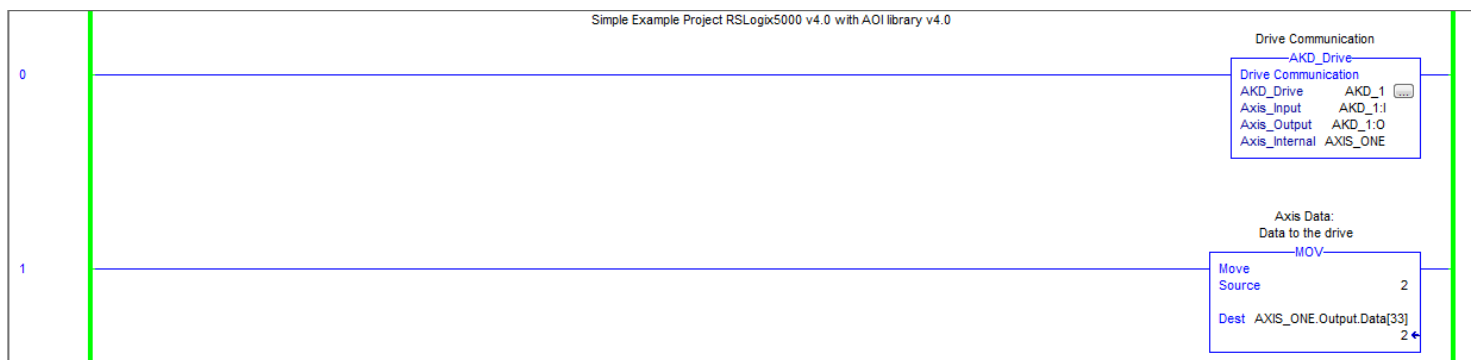 Simple Example Project RSLogix5000 v4.0 with AOI library v4.0
Drive Communication
0
AKD_Drive
Drive Communication
AKD_Drive AKD_1 ...
Axis_Input AKD_1:I
Axis_Output AKD_1:O
Axis_Internal AXIS_ONE
Axis Data:
Data to the drive
1
MOV
Move
Source 2
Dest AXIS_ONE.Output.Data[33]
2